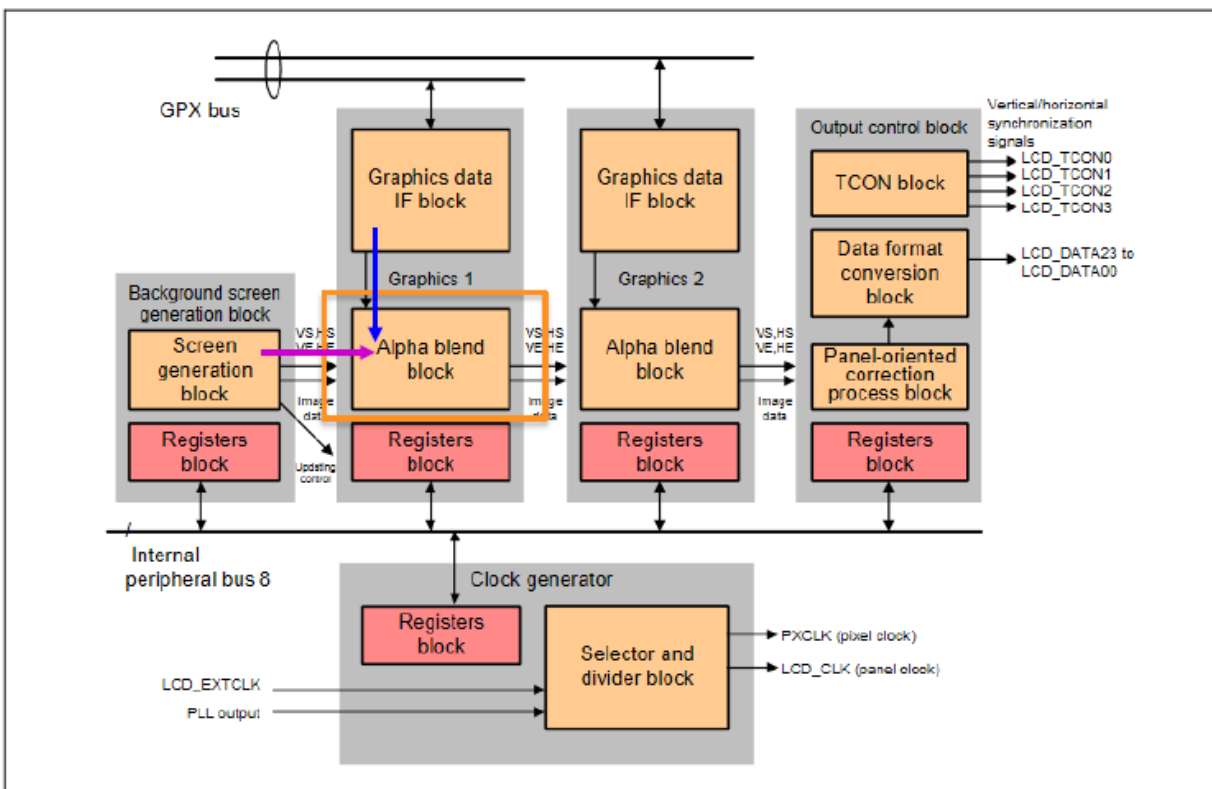 GPX bus
Graphics data
IF block
Graphics 1
Alpha blend
block
Registers
block
Graphics data
IF block
Graphics 2
Alpha blend
block
Registers
block
Background screen
generation block
Screen
generation
block
Registers
block
VS,HS
VE,HE
Image
data
Updating
control
VS,HS
VE,HE
Image
data
VS,HS
VE,HE
Image
data
Output control block
TCON block
Data format
conversion
block
Panel-oriented
correction
process block
Registers
block
Vertical/horizontal
synchronization
signals
LCD_TCON0
LCD_TCON1
LCD_TCON2
LCD_TCON3
LCD_DATA23 to
LCD_DATA00
Internal
peripheral bus 8
Clock generator
Registers
block
Selector and
divider block
LCD_EXTCLK
PLL output
PXCLK (pixel clock)
LCD_CLK (panel clock)